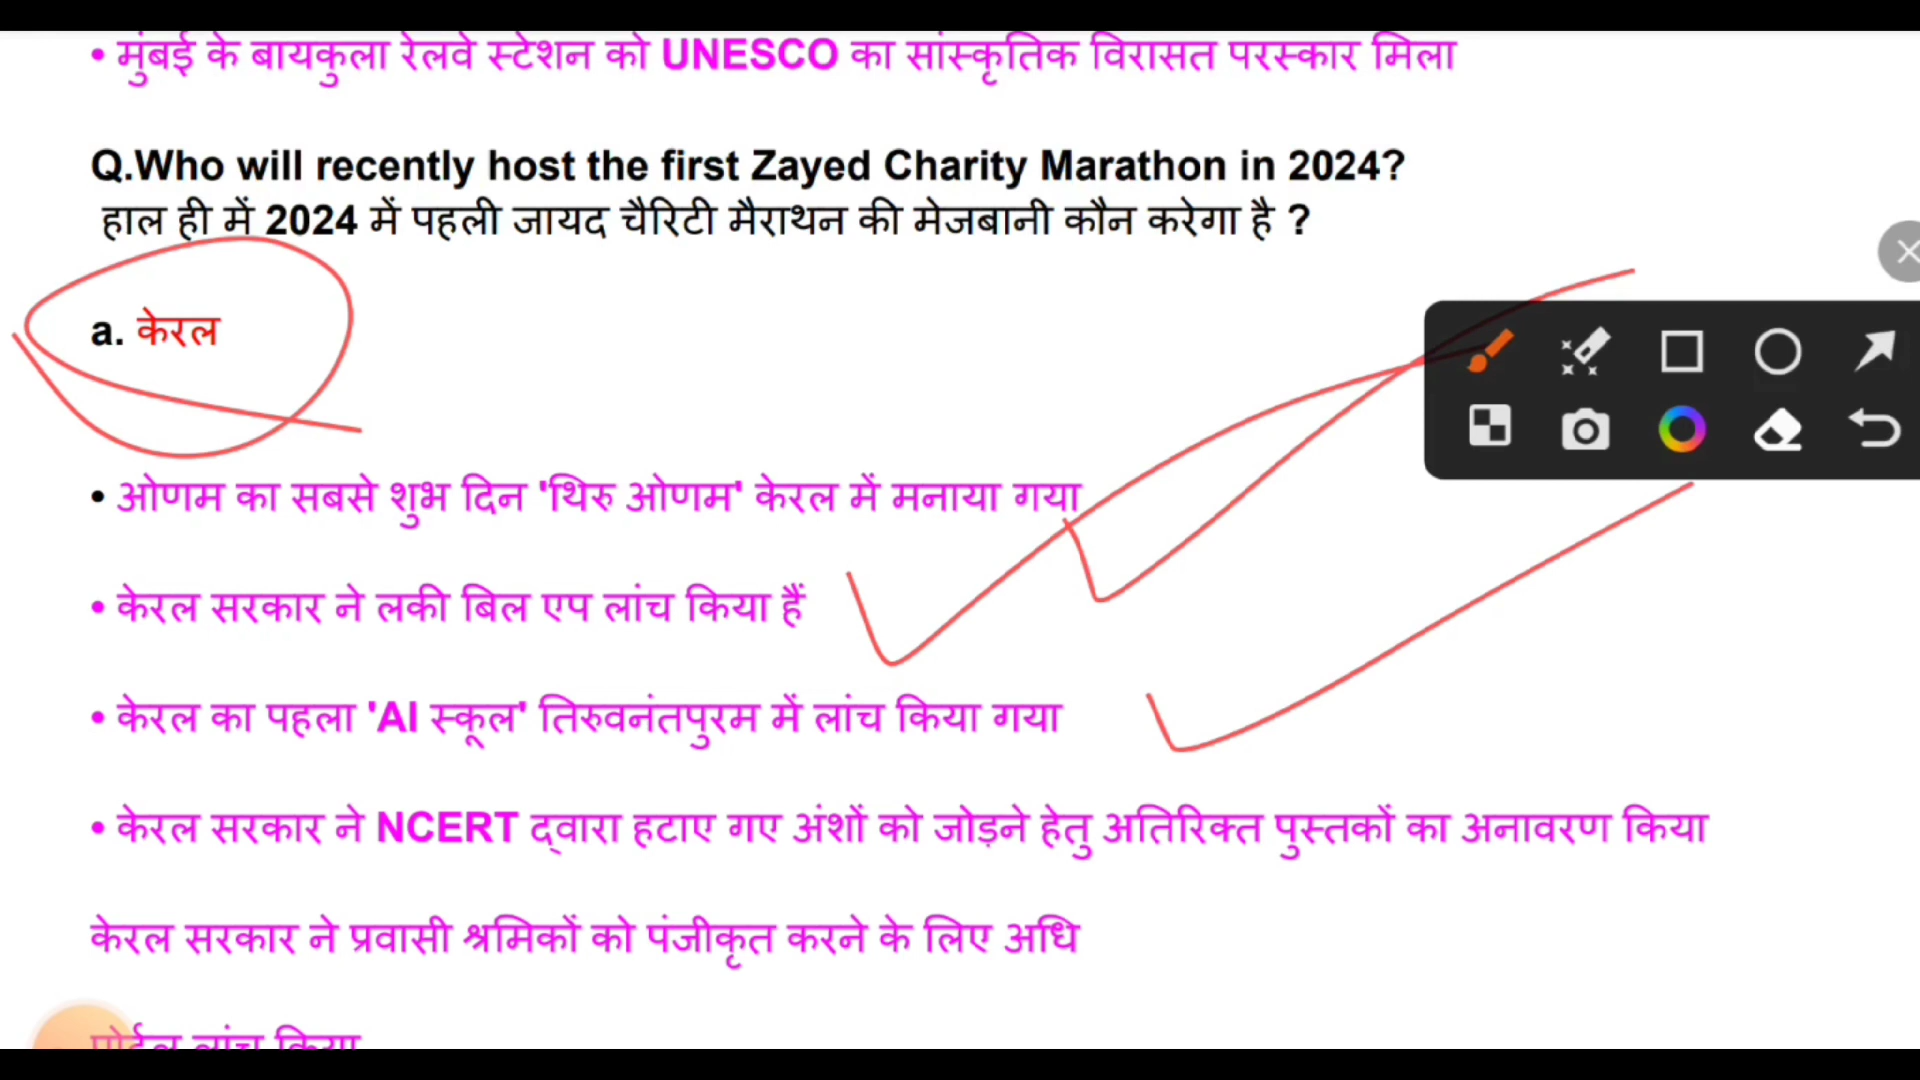 • मुंबई के बायकुला रेलवे स्टेशन को UNESCO का सांस्कृतिक विरासत परस्कार मिला
Q.Who will recently host the first Zayed Charity Marathon in 2024?
हाल ही में 2024 में पहली जायद चैरिटी मैराथन की मेजबानी कौन करेगा है ?
a. केरल
• ओणम का सबसे शुभ दिन 'थिरु ओणम' केरल में मनाया गया
• केरल सरकार ने लकी बिल एप लांच किया हैं
• केरल का पहला 'AI स्कूल' तिरुवनंतपुरम में लांच किया गया
• केरल सरकार ने NCERT द्वारा हटाए गए अंशों को जोड़ने हेतु अतिरिक्त पुस्तकों का अनावरण किया
केरल सरकार ने प्रवासी श्रमिकों को पंजीकृत करने के लिए अधि
पोर्टल लांच किया